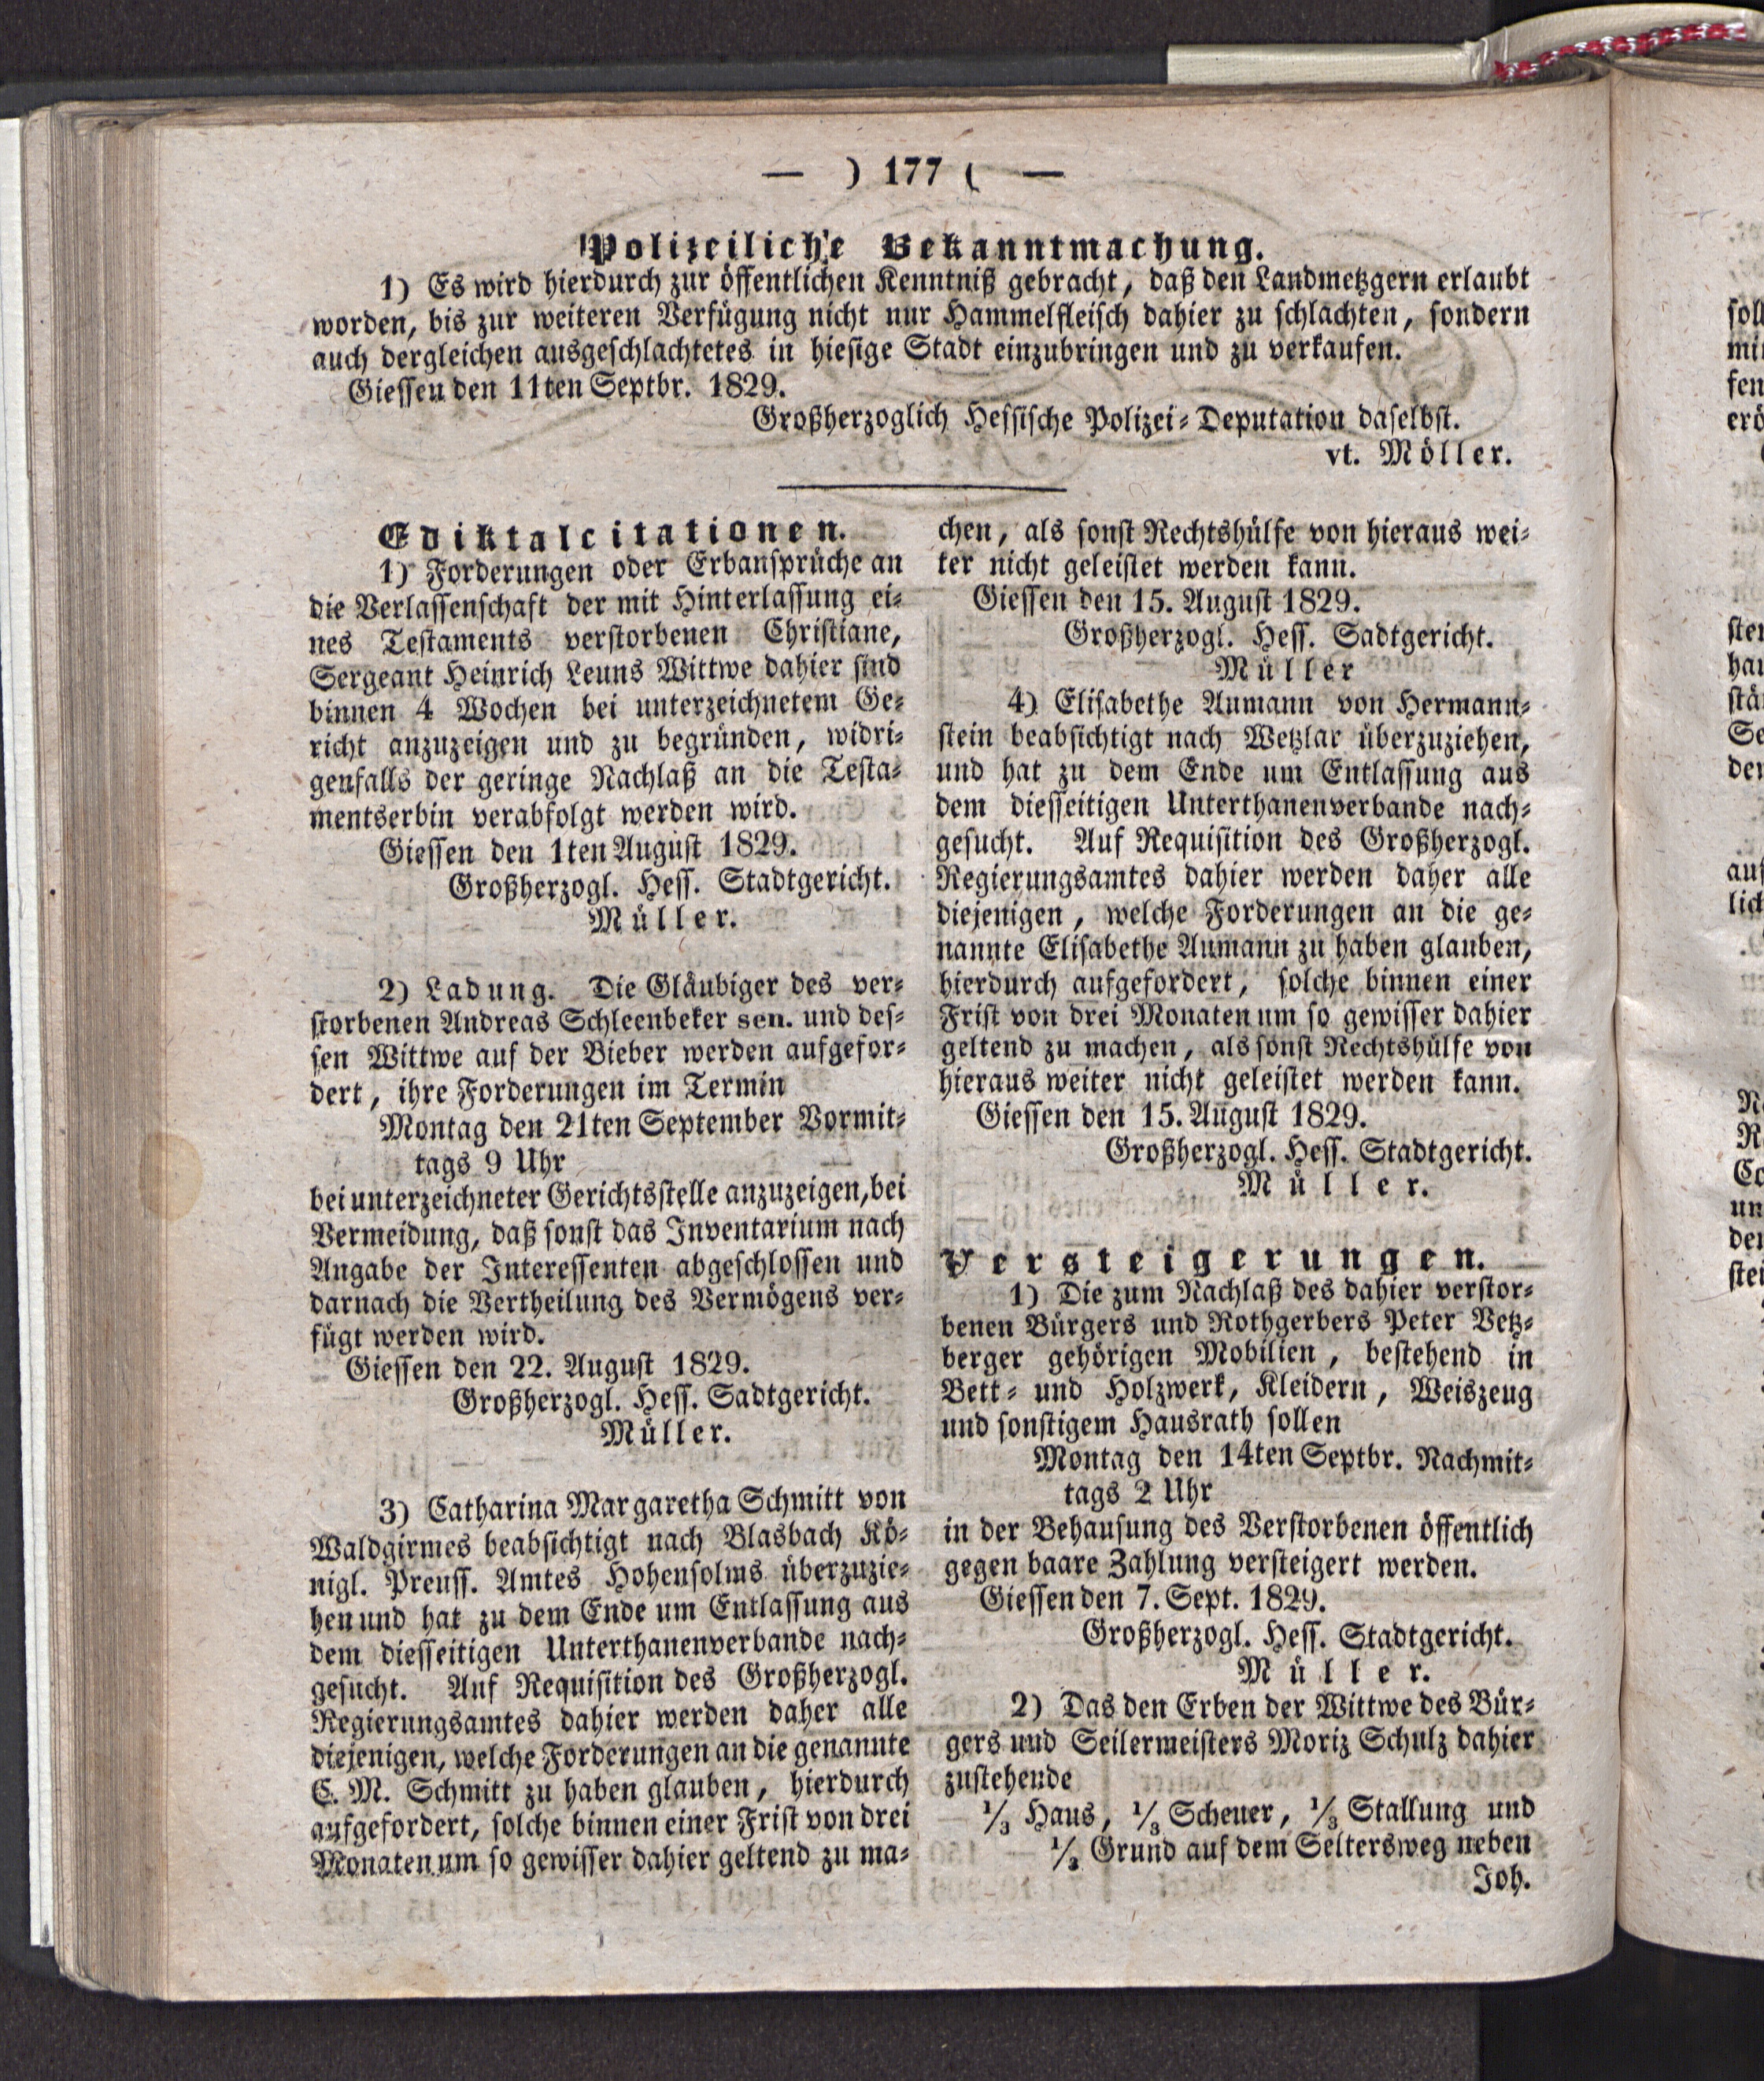 — ) 177 ( —
Polizeiliche Bekanntmachung.
1) Es wird hierdurch zur öffentlichen Kenntniß gebracht, daß den Landmetzgern erlaubt
worden, bis zur weiteren Verfügung nicht nur Hammelfleisch dahier zu schlachten, sondern
auch dergleichen ausgeschlachtetes in hiesige Stadt einzubringen und zu verkaufen.
Giessen den 11ten Septbr. 1829.
Großherzoglich Hessische Polizei-Deputation daselbst.
vt. Möller.
Ediktalcitationen.
1) Forderungen oder Erbansprüche an
die Verlassenschaft der mit Hinterlassung ei-
nes Testaments verstorbenen Christiane,
Sergeant Heinrich Leuns Wittwe dahier sind
binnen 4 Wochen bei unterzeichnetem Ge-
richt anzuzeigen und zu begründen, widri-
genfalls der geringe Nachlaß an die Testa-
mentserbin verabfolgt werden wird.
Giessen den 1ten August 1829.
Großherzogl. Hess. Stadtgericht.
Müller.
2) Ladung. Die Gläubiger des ver-
storbenen Andreas Schleenbeker sen. und des-
sen Wittwe auf der Bieber werden aufgefor-
dert, ihre Forderungen im Termin
Montag den 21ten September Vormit-
tags 9 Uhr
bei unterzeichneter Gerichtsstelle anzuzeigen, bei
Vermeidung, daß sonst das Inventarium nach
Angabe der Interessenten abgeschlossen und
darnach die Vertheilung des Vermögens ver-
fügt werden wird.
Giessen den 22. August 1829.
Großherzogl. Hess. Sadtgericht.
Müller.
3) Catharina Margaretha Schmitt von
Waldgirmes beabsichtigt nach Blasbach Kö-
nigl. Preuss. Amtes Hohensolms überzuzie-
hen und hat zu dem Ende um Entlassung aus
dem diesseitigen Unterthanenverbande nach-
gesucht. Auf Requisition des Großherzogl.
Regierungsamtes dahier werden daher alle
diejenigen, welche Forderungen an die genannte
C. M. Schmitt zu haben glauben, hierdurch
aufgefordert, solche binnen einer Frist von drei
Monaten um so gewisser dahier geltend zu ma-
chen, als sonst Rechtshülfe von hieraus wei-
ter nicht geleistet werden kann.
Giessen den 15. August 1829.
Großherzogl. Hess. Sadtgericht.
Müller
4) Elisabethe Aumann von Hermann-
stein beabsichtigt nach Wetzlar überzuziehen,
und hat zu dem Ende um Entlassung aus
dem diesseitigen Unterthanenverbande nach-
gesucht. Auf Requisition des Großherzogl.
Regierungsamtes dahier werden daher alle
diejenigen, welche Forderungen an die ge-
nannte Elisabethe Aumann zu haben glauben,
hierdurch aufgefordert, solche binnen einer
Frist von drei Monaten um so gewisser dahier
geltend zu machen, als sonst Rechtshülfe von
hieraus weiter nicht geleistet werden kann.
Giessen den 15. August 1829.
Großherzogl. Hess. Stadtgericht.
Müller.
Versteigerungen.
1) Die zum Nachlaß des dahier verstor-
benen Bürgers und Rothgerbers Peter Vetz-
berger gehörigen Mobilien, bestehend in
Bett- und Holzwerk, Kleidern, Weiszeug
und sonstigem Hausrath sollen
Montag den 14ten Septbr. Nachmit-
tags 2 Uhr
in der Behausung des Verstorbenen öffentlich
gegen baare Zahlung versteigert werden.
Giessen den 7. Sept. 1829.
Großherzogl. Hess. Stadtgericht.
Müller.
2) Das den Erben der Wittwe des Bür-
gers und Seilermeisters Moriz Schulz dahier
zustehende
1/3 Haus, 1/3 Scheuer, 1/3 Stallung und
1/3 Grund auf dem Seltersweg neben
Joh.